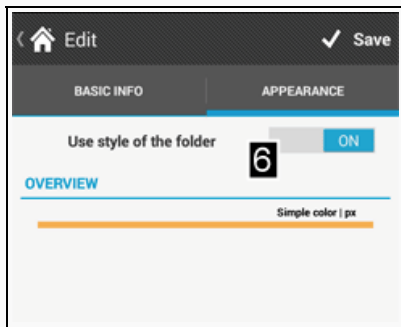 Edit
Save
BASIC INFO
APPEARANCE
Use style of the folder
ON
6
OVERVIEW
Simple color | px